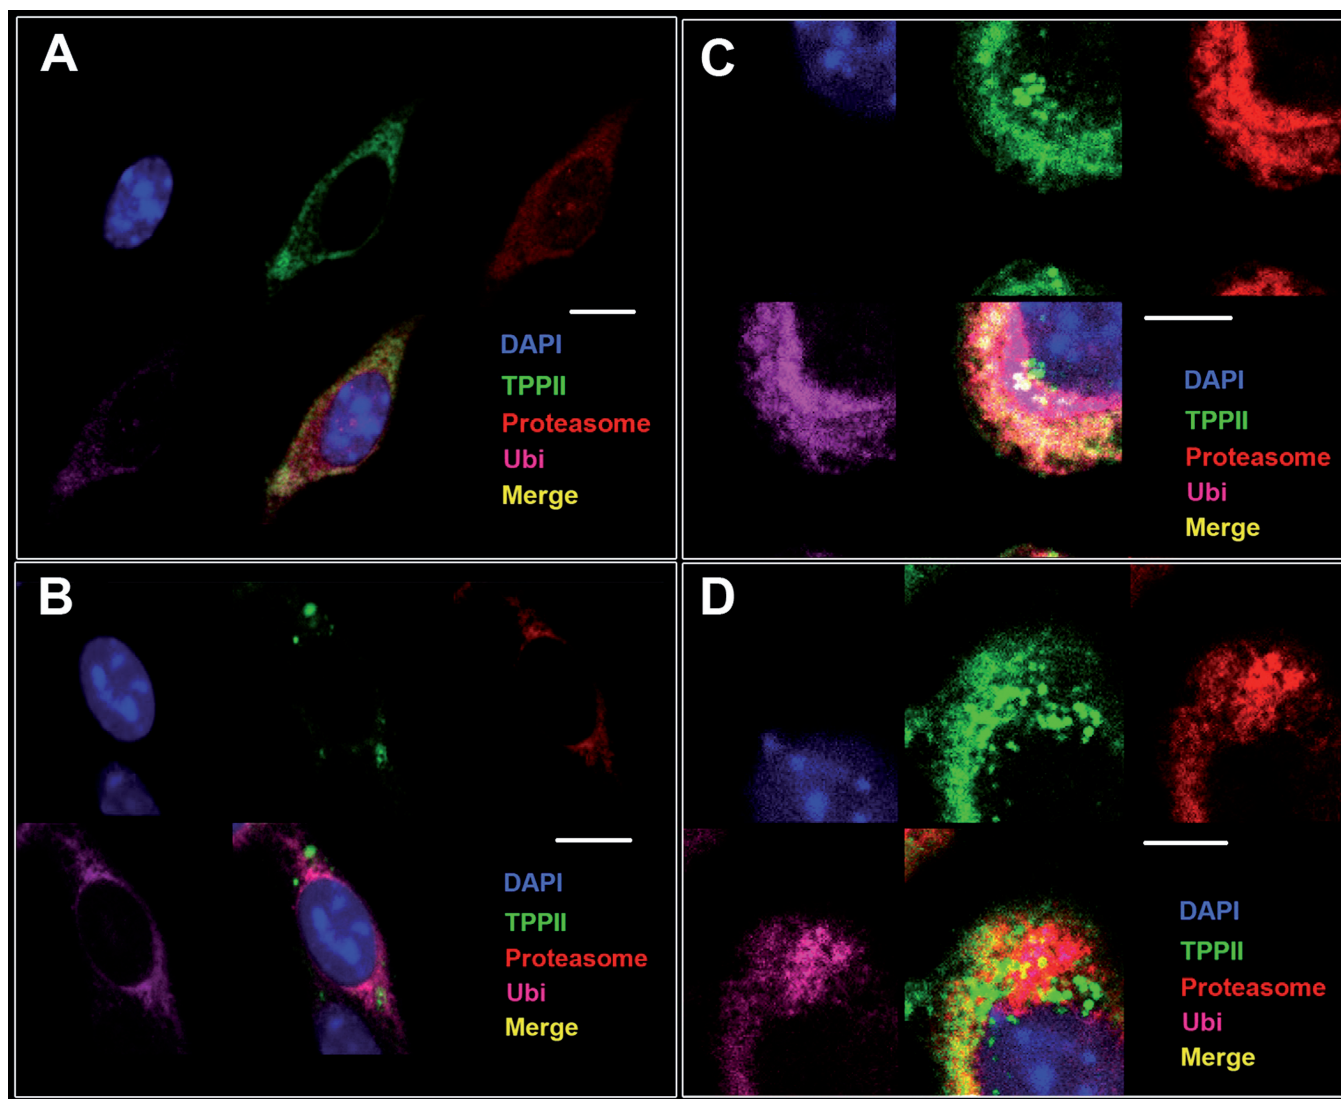 A
DAPI
TPPII
Proteasome
Ubi
Merge
C
DAPI
TPPII
Proteasome
Ubi
Merge
B
DAPI
TPPII
Proteasome
Ubi
Merge
D
DAPI
TPPII
Proteasome
Ubi
Merge